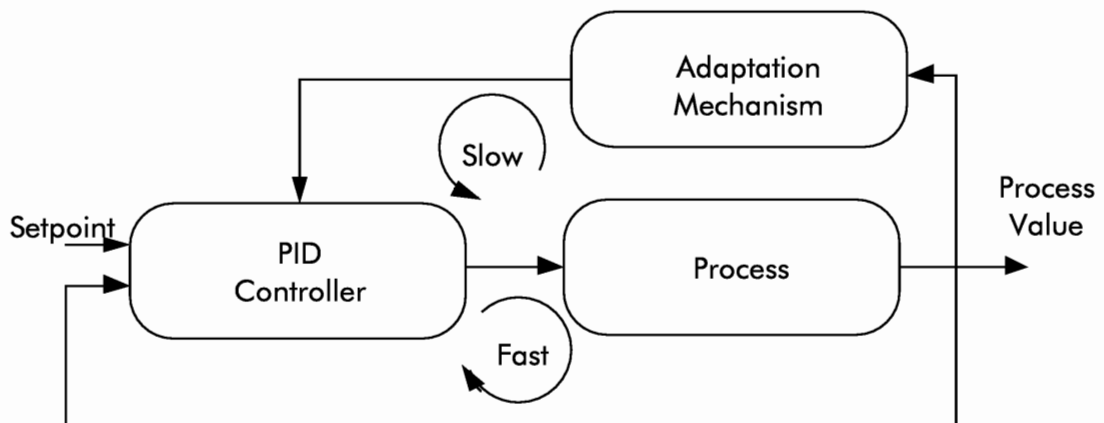 Adaptation
Mechanism
Slow
Process
Value
Setpoint
PID
Controller
Process
Fast